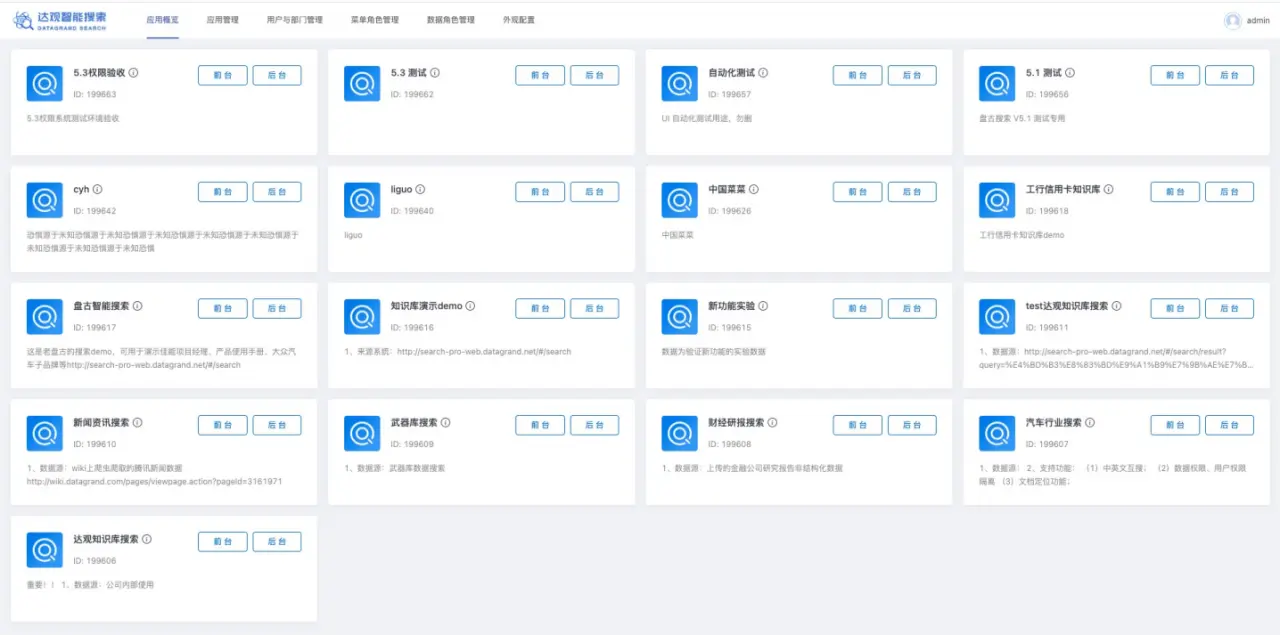 达观智能搜索
DATAGRAND SEARCH
应用概览
应用管理
用户与部门管理
菜单角色管理
数据角色管理
外观配置
admin
5.3权限验收
前台
后台
ID: 199663
5.3权限系统测试环境验收
5.3 测试
前台
后台
ID: 199662
自动化测试
前台
后台
ID: 199657
UI 自动化测试用途，勿删
5.1 测试
前台
后台
ID: 199656
盘古搜索 V5.1 测试专用
cyh
前台
后台
ID: 199642
恐惧源于未知恐惧源于未知恐惧源于未知恐惧源于未知恐惧源于未知恐惧源于
未知恐惧源于未知恐惧源于未知恐惧
liguo
前台
后台
ID: 199640
liguo
中国菜菜
前台
后台
ID: 199626
中国菜菜
工行信用卡知识库
前台
后台
ID: 199618
工行信用卡知识库demo
盘古智能搜索
前台
后台
ID: 199617
这是老盘古的搜索demo，可用于演示佳能项目经理、产品使用手册、大众汽
车子品牌等http://search-pro-web.datagrand.net/#/search
知识库演示demo
前台
后台
ID: 199616
1、来源系统：http://search-pro-web.datagrand.net/#/search
新功能实验
前台
后台
ID: 199615
数据为验证新功能的实验数据
test达观知识库搜索
前台
后台
ID: 199611
1、数据源：http://search-pro-web.datagrand.net/#/search/result?
query=%E4%BD%B3%E8%83%BD%E9%A1%B9%E7%9B%AE%E7%B...
新闻资讯搜索
前台
后台
ID: 199610
1、数据源：wiki上爬虫爬取的腾讯新闻数据
http://wiki.datagrand.com/pages/viewpage.action?pageId=3161971
武器库搜索
前台
后台
ID: 199609
1、数据源：武器库数据搜索
财经研报搜索
前台
后台
ID: 199608
1、数据源：上传的金融公司研究报告非结构化数据
汽车行业搜索
前台
后台
ID: 199607
1、数据源： 2、支持功能：（1）中英文互搜；（2）数据权限、用户权限
隔离（3）文档定位功能；
达观知识库搜索
前台
后台
ID: 199606
重要！！ 1、数据源：公司内部使用